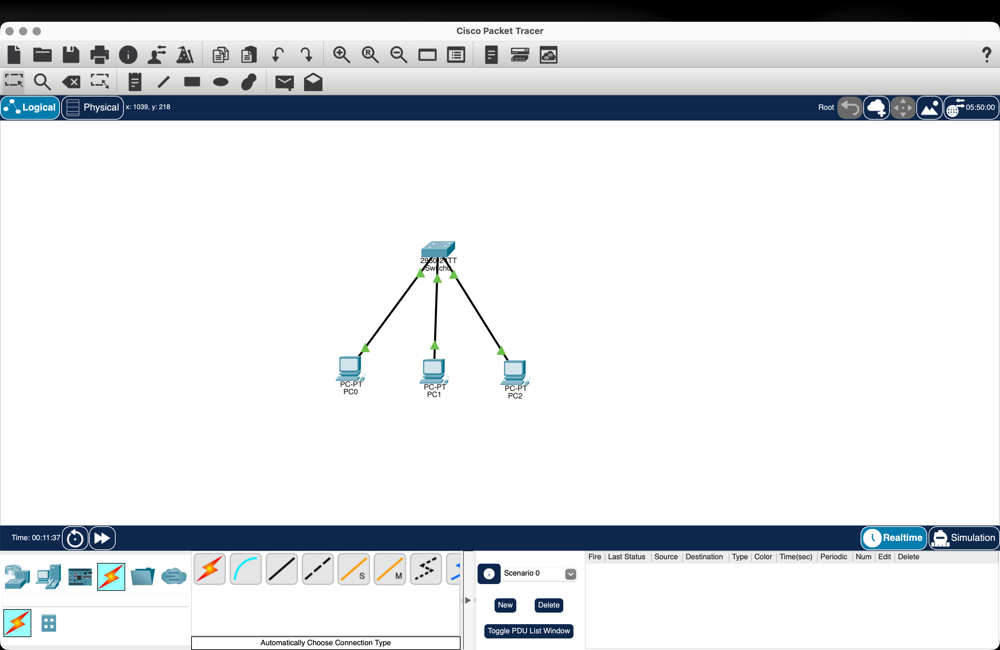 Cisco Packet Tracer
Logical
Physical
x: 1039, y: 218
Root
05:50:00
2960-24TT
Switch0
PC-PT
PC0
PC-PT
PC1
PC-PT
PC2
Time: 00:11:37
Realtime
Simulation
S
M
Automatically Choose Connection Type
Scenario 0
New
Delete
Toggle PDU List Window
Fire Last Status Source Destination Type Color Time(sec) Periodic Num Edit Delete